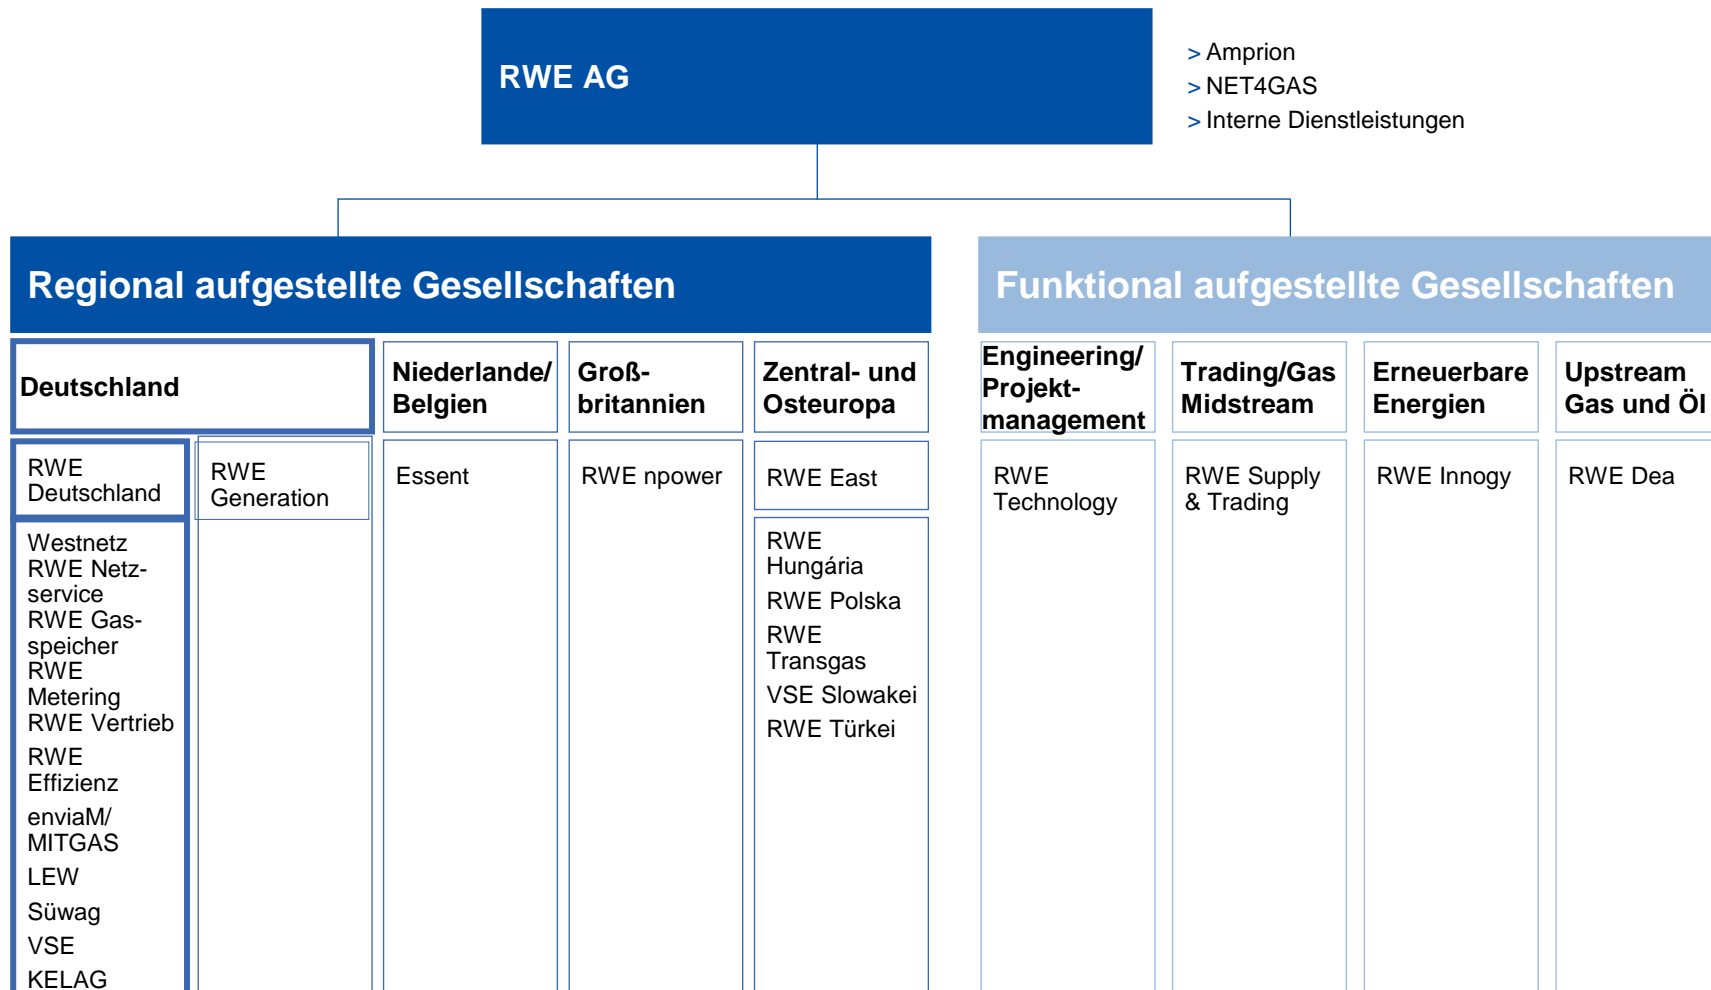 RWE AG
> Amprion
> NET4GAS
> Interne Dienstleistungen
Regional aufgestellte Gesellschaften
Funktional aufgestellte Gesellschaften
Deutschland
Niederlande/
Belgien
Groß-
britannien
Zentral- und
Osteuropa
Engineering/
Projekt-
management
Trading/Gas
Midstream
Erneuerbare
Energien
Upstream
Gas und Öl
RWE
Deutschland
RWE
Generation
Essent
RWE npower
RWE East
RWE
Technology
RWE Supply
& Trading
RWE Innogy
RWE Dea
Westnetz
RWE Netz-
service
RWE Gas-
speicher
RWE
Metering
RWE Vertrieb
RWE
Effizienz
enviaM/
MITGAS
LEW
Süwag
VSE
KELAG
RWE
Hungária
RWE Polska
RWE
Transgas
VSE Slowakei
RWE Türkei